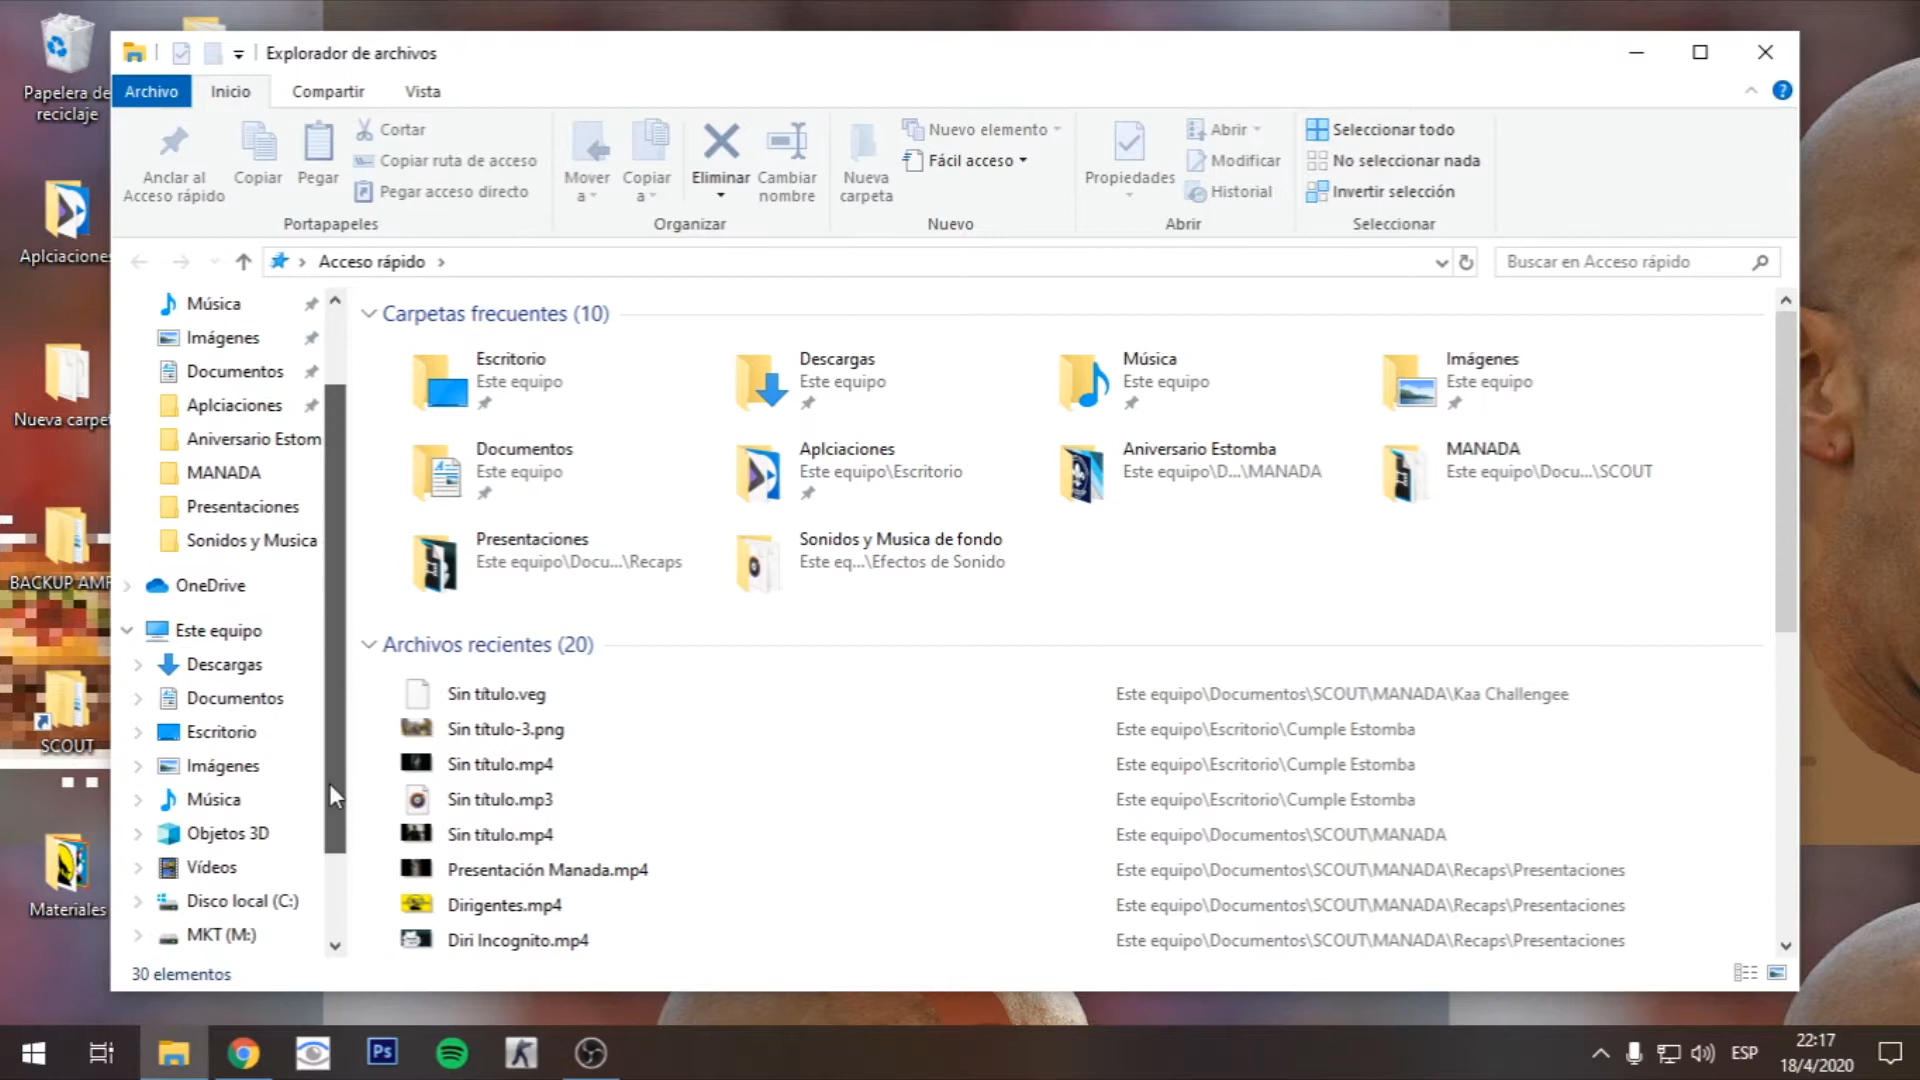 Papelera de
reciclaje
Aplciaciones
Nueva carpet
BACKUP AMP
SCOUT
Materiales
Explorador de archivos
Archivo
Inicio
Compartir
Vista
Anclar al
Acceso rápido
Copiar
Pegar
Cortar
Copiar ruta de acceso
Pegar acceso directo
Portapapeles
Mover
a
Copiar
a
Eliminar
Cambiar
nombre
Organizar
Nueva
carpeta
Nuevo elemento
Fácil acceso
Nuevo
Propiedades
Abrir
Modificar
Historial
Abrir
Seleccionar todo
No seleccionar nada
Invertir selección
Seleccionar
Acceso rápido
Buscar en Acceso rápido
Música
Imágenes
Documentos
Aplciaciones
Aniversario Estom
MANADA
Presentaciones
Sonidos y Musica
OneDrive
Este equipo
Descargas
Documentos
Escritorio
Imágenes
Música
Objetos 3D
Vídeos
Disco local (C:)
MKT (M:)
Carpetas frecuentes (10)
Escritorio
Este equipo
Descargas
Este equipo
Música
Este equipo
Imágenes
Este equipo
Documentos
Este equipo
Aplciaciones
Este equipo\Escritorio
Aniversario Estomba
Este equipo\D...\MANADA
MANADA
Este equipo\Docu...\SCOUT
Presentaciones
Este equipo\Docu...\Recaps
Sonidos y Musica de fondo
Este eq...\Efectos de Sonido
Archivos recientes (20)
Sin título.veg Este equipo\Documentos\SCOUT\MANADA\Kaa Challengee
Sin título-3.png Este equipo\Escritorio\Cumple Estomba
Sin título.mp4 Este equipo\Escritorio\Cumple Estomba
Sin título.mp3 Este equipo\Escritorio\Cumple Estomba
Sin título.mp4 Este equipo\Documentos\SCOUT\MANADA
Presentación Manada.mp4 Este equipo\Documentos\SCOUT\MANADA\Recaps\Presentaciones
Dirigentes.mp4 Este equipo\Documentos\SCOUT\MANADA\Recaps\Presentaciones
Diri Incognito.mp4 Este equipo\Documentos\SCOUT\MANADA\Recaps\Presentaciones
30 elementos
Ps
ESP
22:17
18/4/2020